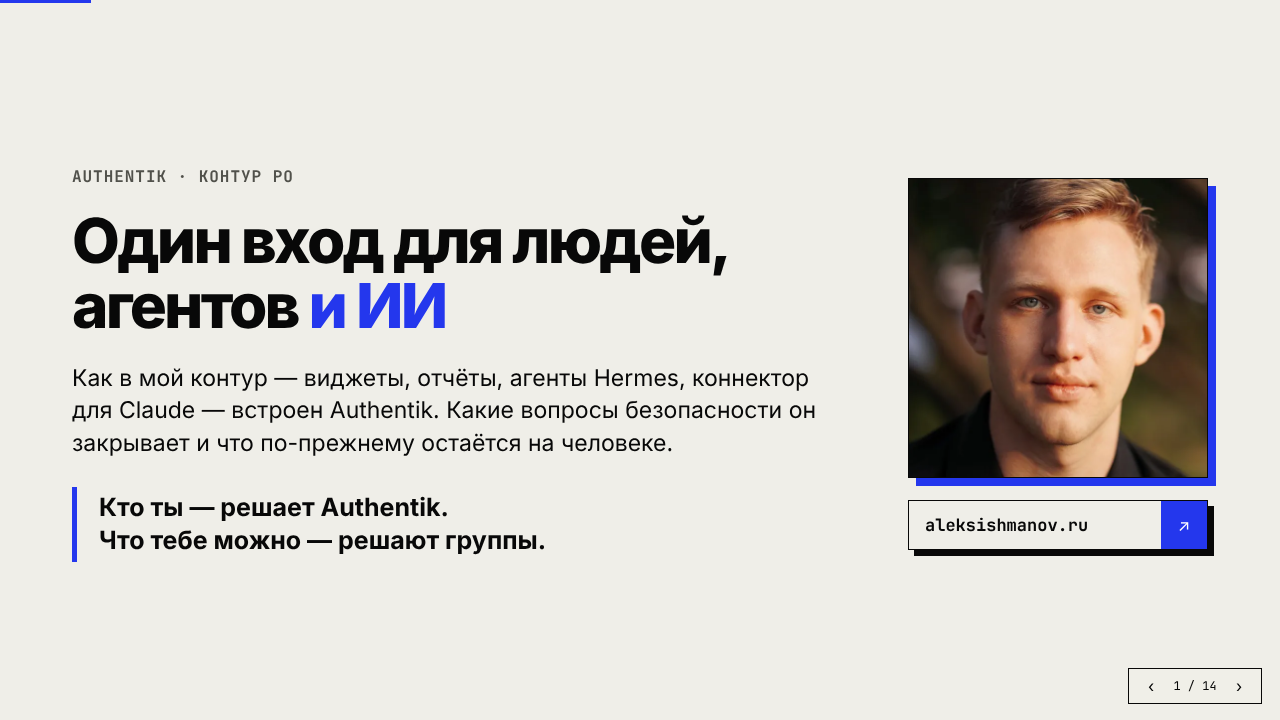 AUTHENTIK · КОНТУР РО
Один вход для людей,
агентов и ИИ
Как в мой контур — виджеты, отчёты, агенты Hermes, коннектор
для Claude — встроен Authentik. Какие вопросы безопасности он
закрывает и что по-прежнему остаётся на человеке.
Кто ты — решает Authentik.
Что тебе можно — решают группы.
aleksishmanov.ru ↗
‹ 1 / 14 ›